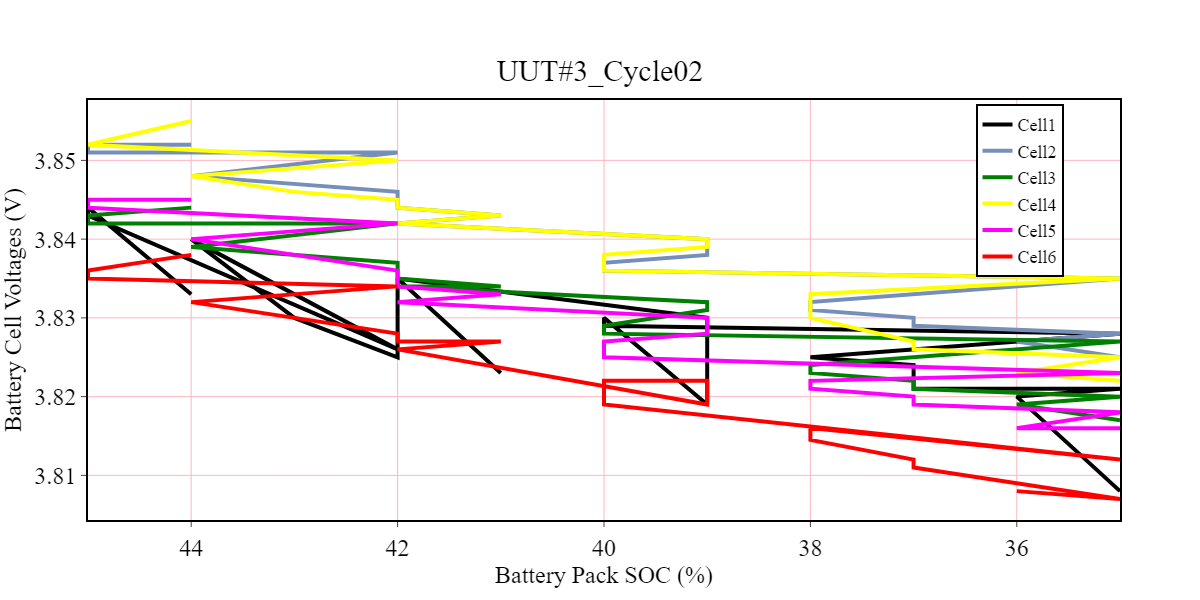 UUT#3_Cycle02
Battery Cell Voltages (V)
3.85
3.84
3.83
3.82
3.81
Cell1
Cell2
Cell3
Cell4
Cell5
Cell6
44 42 40 38 36
Battery Pack SOC (%)